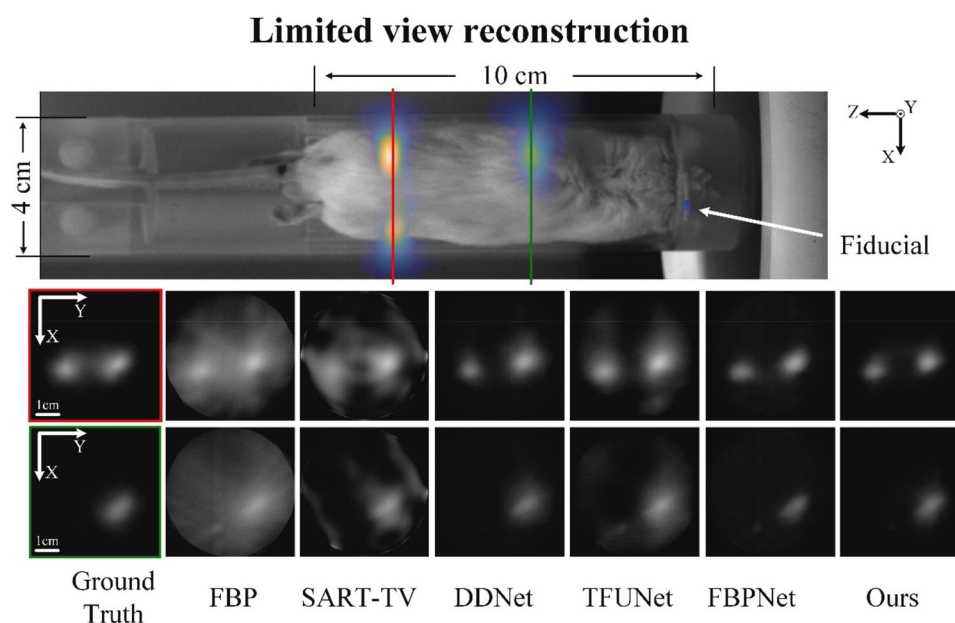 Limited view reconstruction
10 cm
4 cm
Z
Y
X
Fiducial
Y
X
1cm
Y
X
1cm
Ground
Truth
FBP
SART-TV
DDNet
TFUNet
FBPNet
Ours